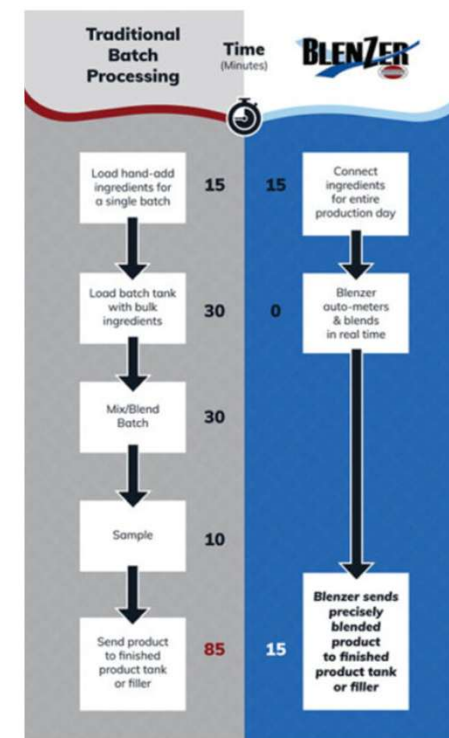 Traditional
Batch
Processing
Time
(Minutes)
BLENZER
Load hand-add
ingredients for
a single batch
15
15
Connect
ingredients
for entire
production day
Load batch tank
with bulk
ingredients
30
0
Blenzer
auto-meters
& blends
in real time
Mix/Blend
Batch
30
Sample
10
Send product
to finished
product tank
or filler
85
15
Blenzer sends
precisely
blended
product
to finished
product tank
or filler